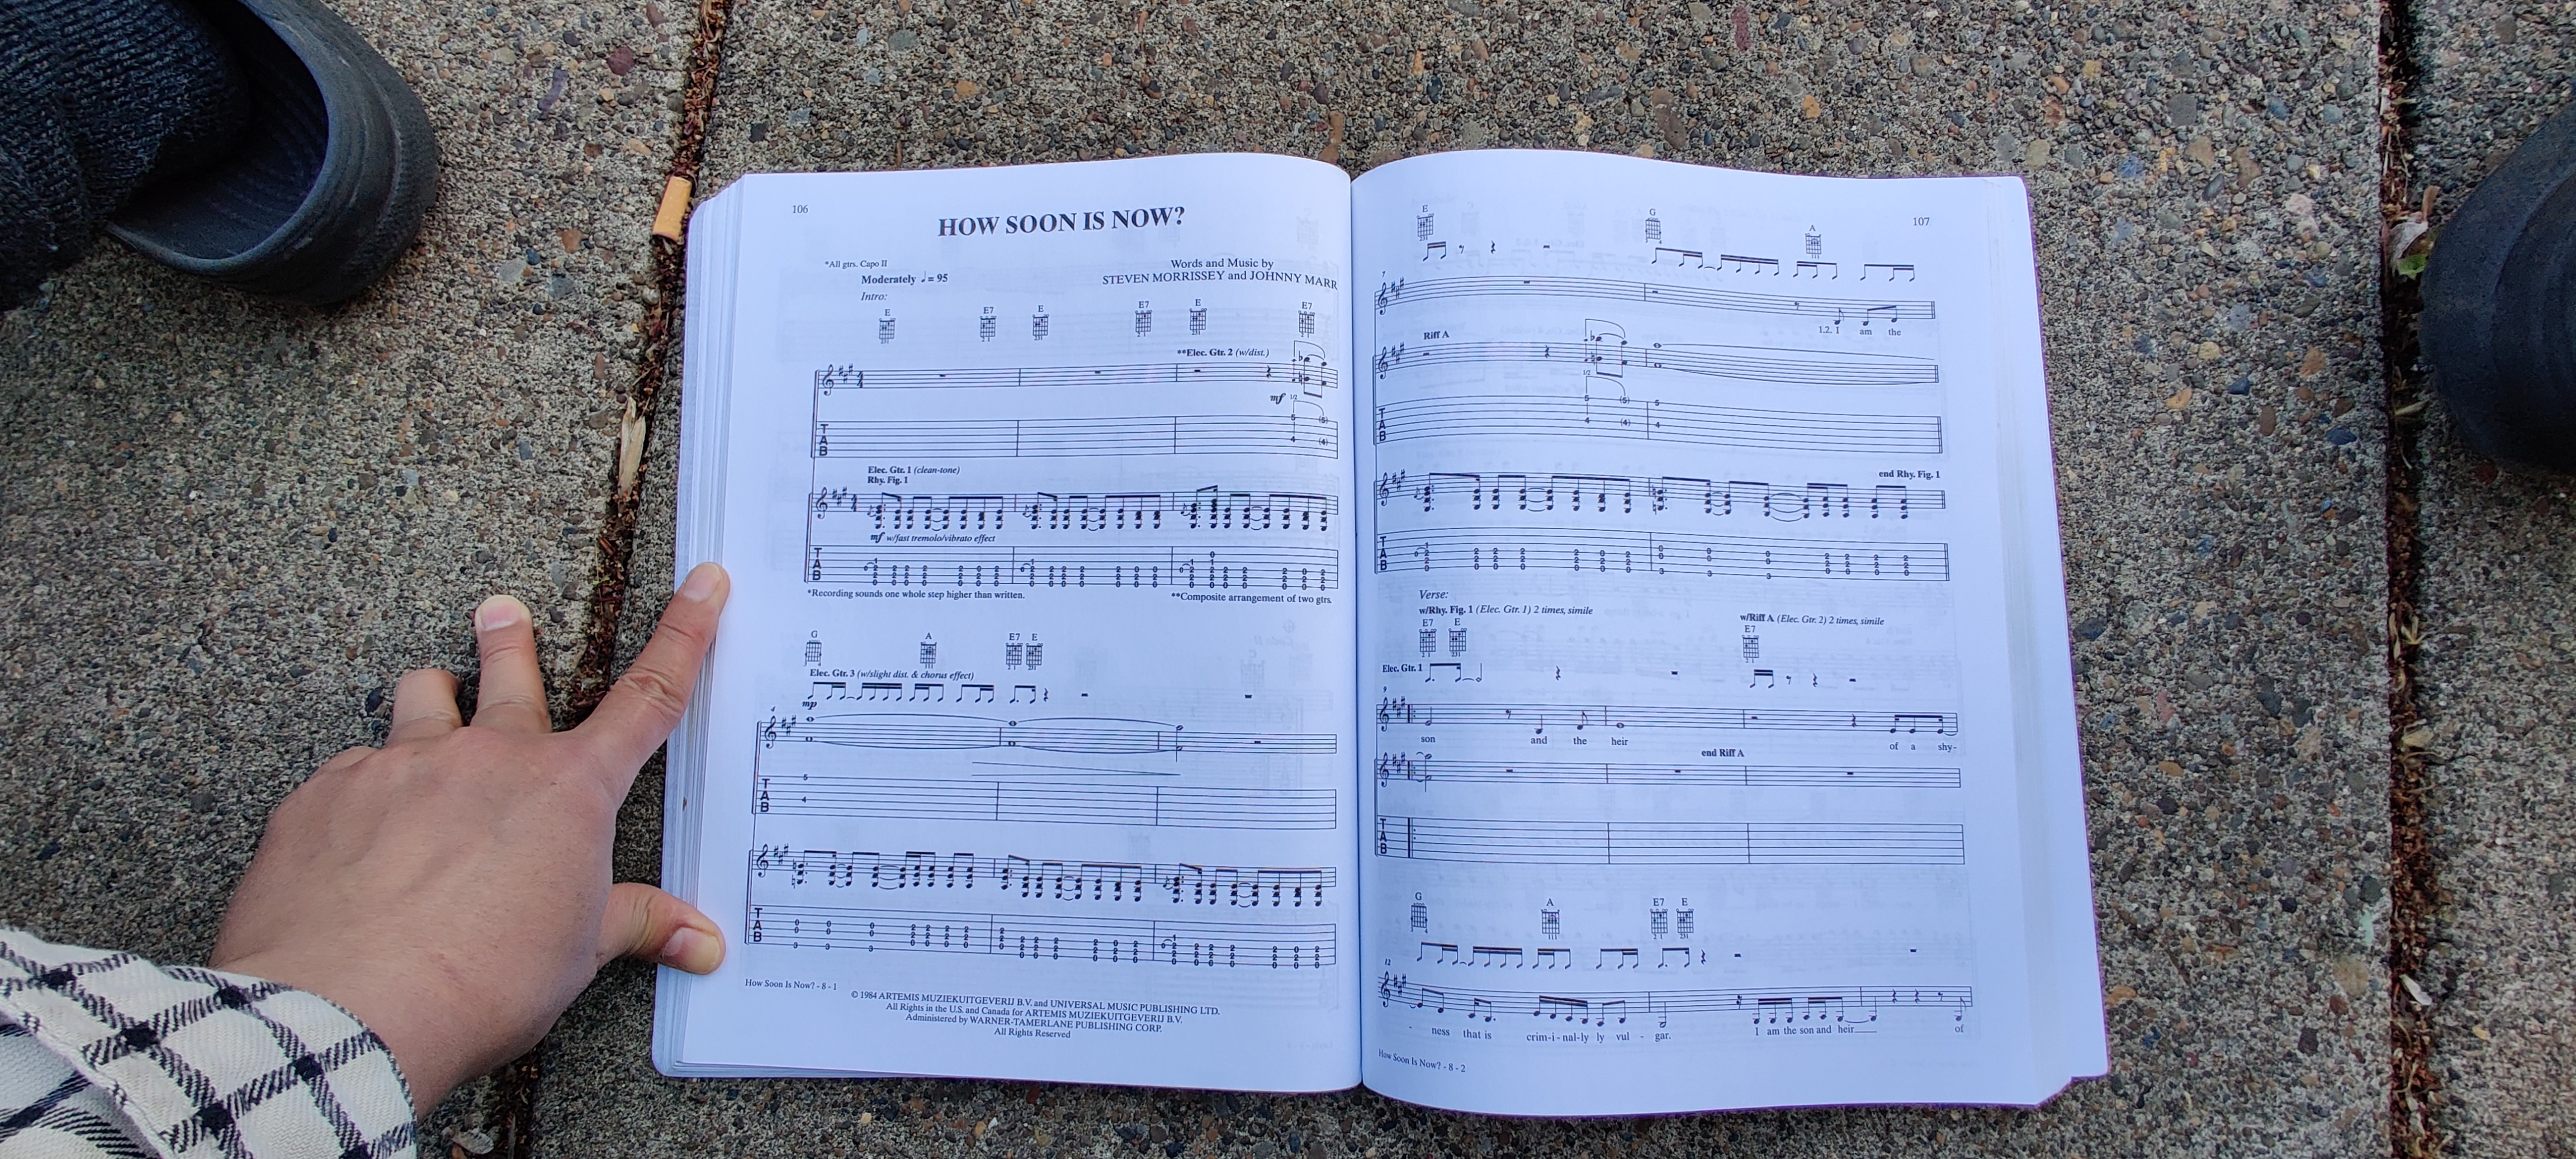 106
HOW SOON IS NOW?
*All gtrs. Capo II
Words and Music by
Moderately ♩= 95
STEVEN MORRISSEY and JOHNNY MARR
Intro:
E E7 E E7 E E7
**Elec. Gtr. 2 (w/dist.)
mf 1/2
5 (5)
4 (4)
T
A
B
Elec. Gtr. 1 (clean-tone)
Rhy. Fig. 1
mf w/fast tremolo/vibrato effect
T
A
B
*Recording sounds one whole step higher than written.
**Composite arrangement of two gtrs.
G A E7 E
Elec. Gtr. 3 (w/slight dist. & chorus effect)
mp
4
T
A
B
5
4
T
A
B
How Soon Is Now? - 8 - 1
© 1984 ARTEMIS MUZIEKUITGEVERIJ B.V. and UNIVERSAL MUSIC PUBLISHING LTD.
All Rights in the U.S. and Canada for ARTEMIS MUZIEKUITGEVERIJ B.V.
Administered by WARNER-TAMERLANE PUBLISHING CORP.
All Rights Reserved
107
E G A
7
1.2. I am the
Riff A
1/2
5 (5) 5
4 (4) 4
T
A
B
end Rhy. Fig. 1
T
A
B
Verse:
w/Rhy. Fig. 1 (Elec. Gtr. 1) 2 times, simile
w/Riff A (Elec. Gtr. 2) 2 times, simile
E7 E E7
Elec. Gtr. 1
9
son and the heir of a shy-
end Riff A
T
A
B
G A E7 E
12
- ness that is crim-i-nal-ly ly vul - gar. I am the son and heir of
How Soon Is Now? - 8 - 2